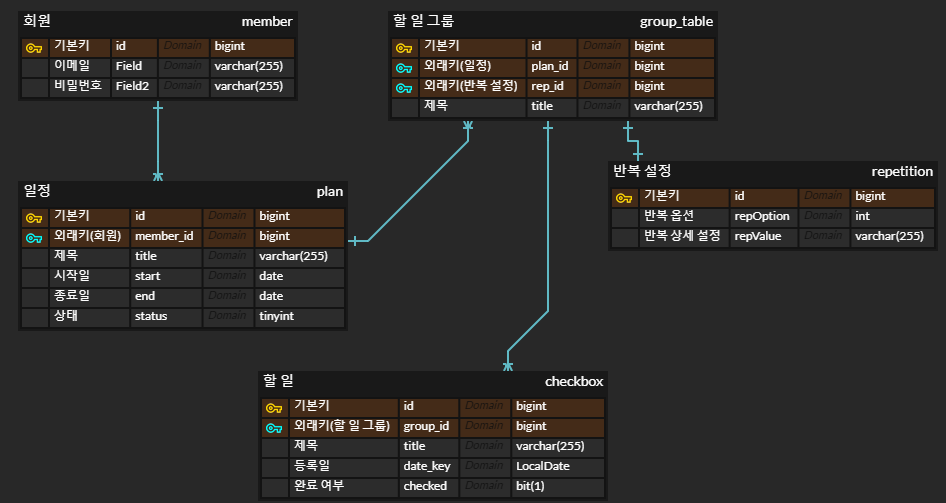 회원 member
기본키 id Domain bigint
이메일 Field Domain varchar(255)
비밀번호 Field2 Domain varchar(255)
할 일 그룹 group_table
기본키 id Domain bigint
외래키(일정) plan_id Domain bigint
외래키(반복 설정) rep_id Domain bigint
제목 title Domain varchar(255)
반복 설정 repetition
기본키 id Domain bigint
반복 옵션 repOption Domain int
반복 상세 설정 repValue Domain varchar(255)
일정 plan
기본키 id Domain bigint
외래키(회원) member_id Domain bigint
제목 title Domain varchar(255)
시작일 start Domain date
종료일 end Domain date
상태 status Domain tinyint
할 일 checkbox
기본키 id Domain bigint
외래키(할 일 그룹) group_id Domain bigint
제목 title Domain varchar(255)
등록일 date_key Domain LocalDate
완료 여부 checked Domain bit(1)